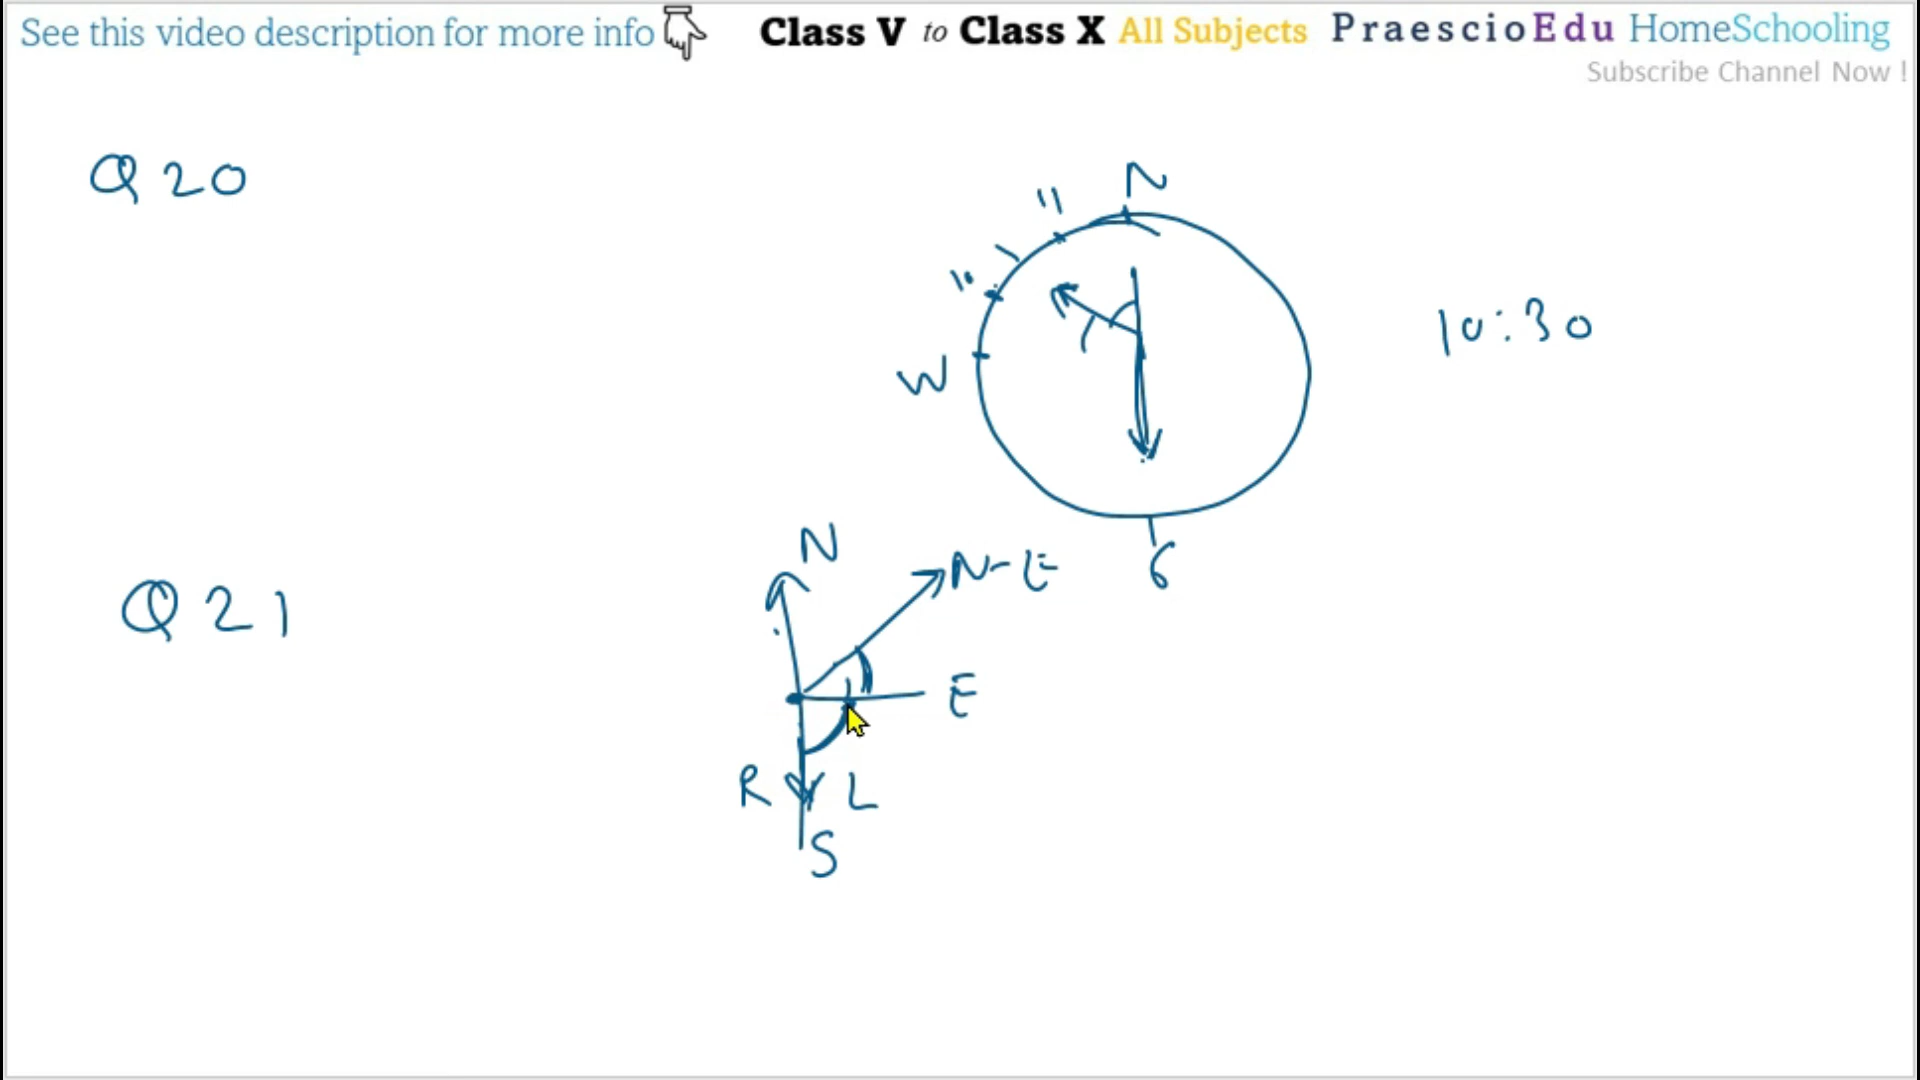 See this video description for more info Class V to Class X All Subjects PraescioEdu HomeSchooling
Subscribe Channel Now !
Q 20
N
11
10
W
10:30
6
N
N-E
Q 21
E
R L
S